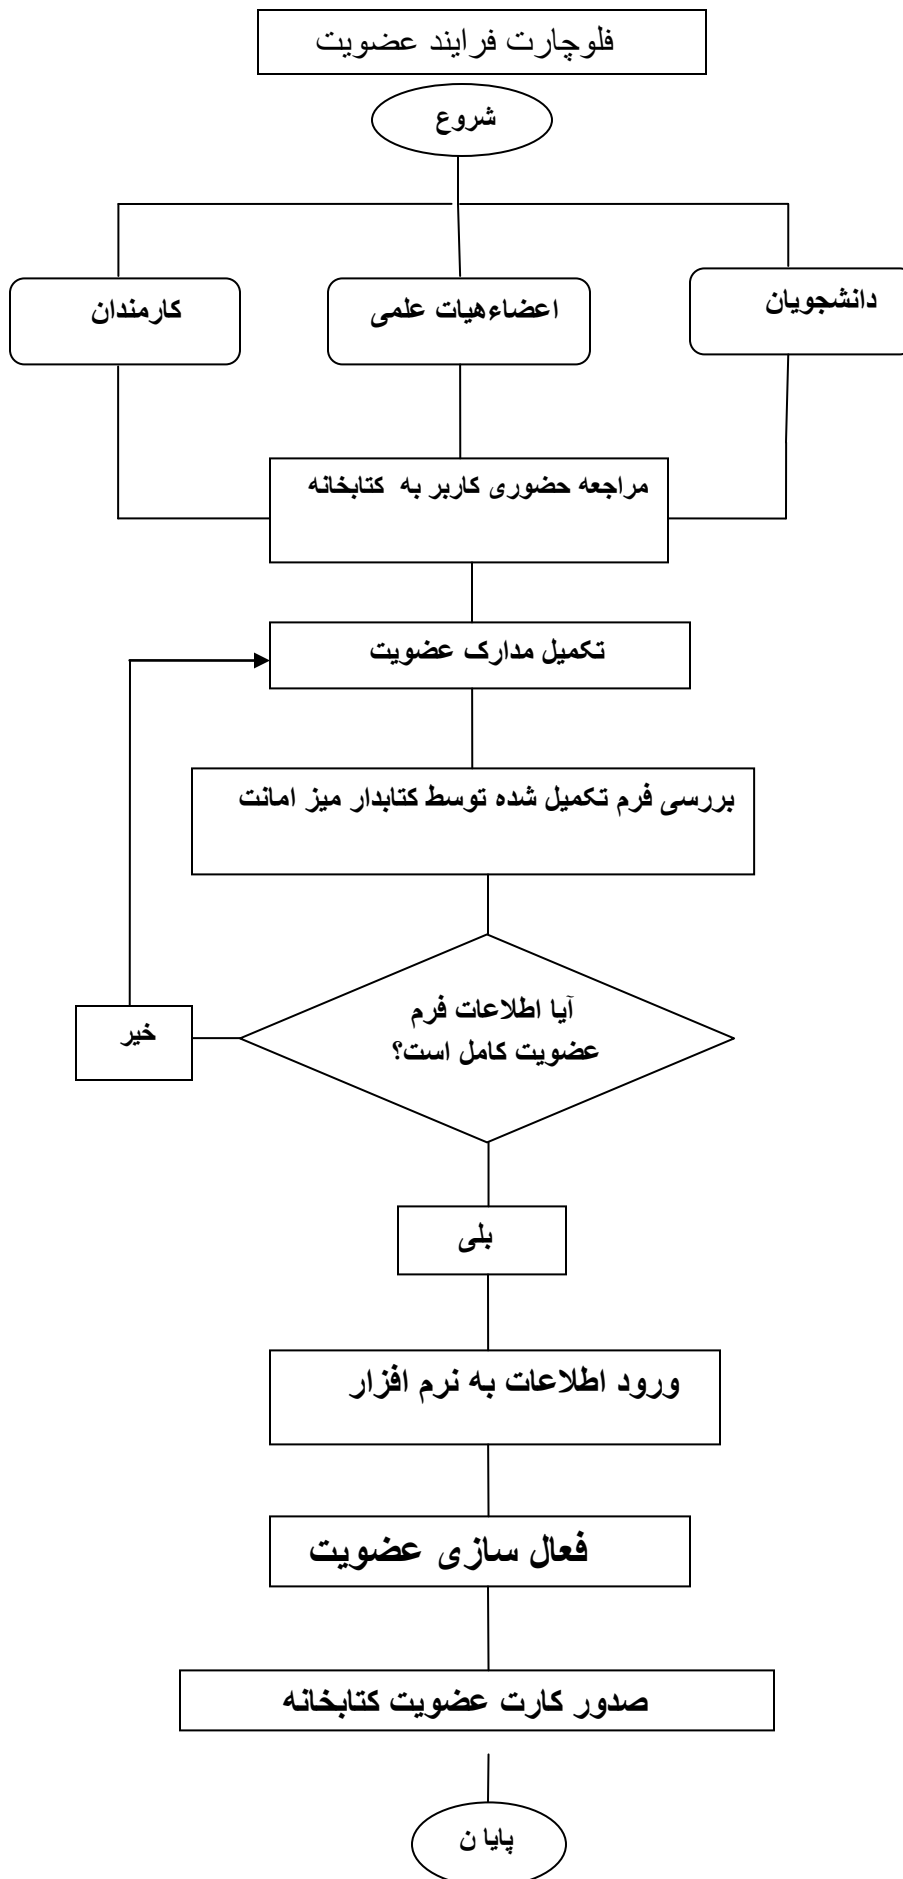 فلوچارت فرایند عضویت
شروع
دانشجویان
اعضاءهیات علمی
کارمندان
مراجعه حضوری کاربر به کتابخانه
تکمیل مدارک عضویت
بررسی فرم تکمیل شده توسط کتابدار میز امانت
آیا اطلاعات فرم
عضویت کامل است؟
خیر
بلی
ورود اطلاعات به نرم افزار
فعال سازی عضویت
صدور کارت عضویت کتابخانه
پایا ن